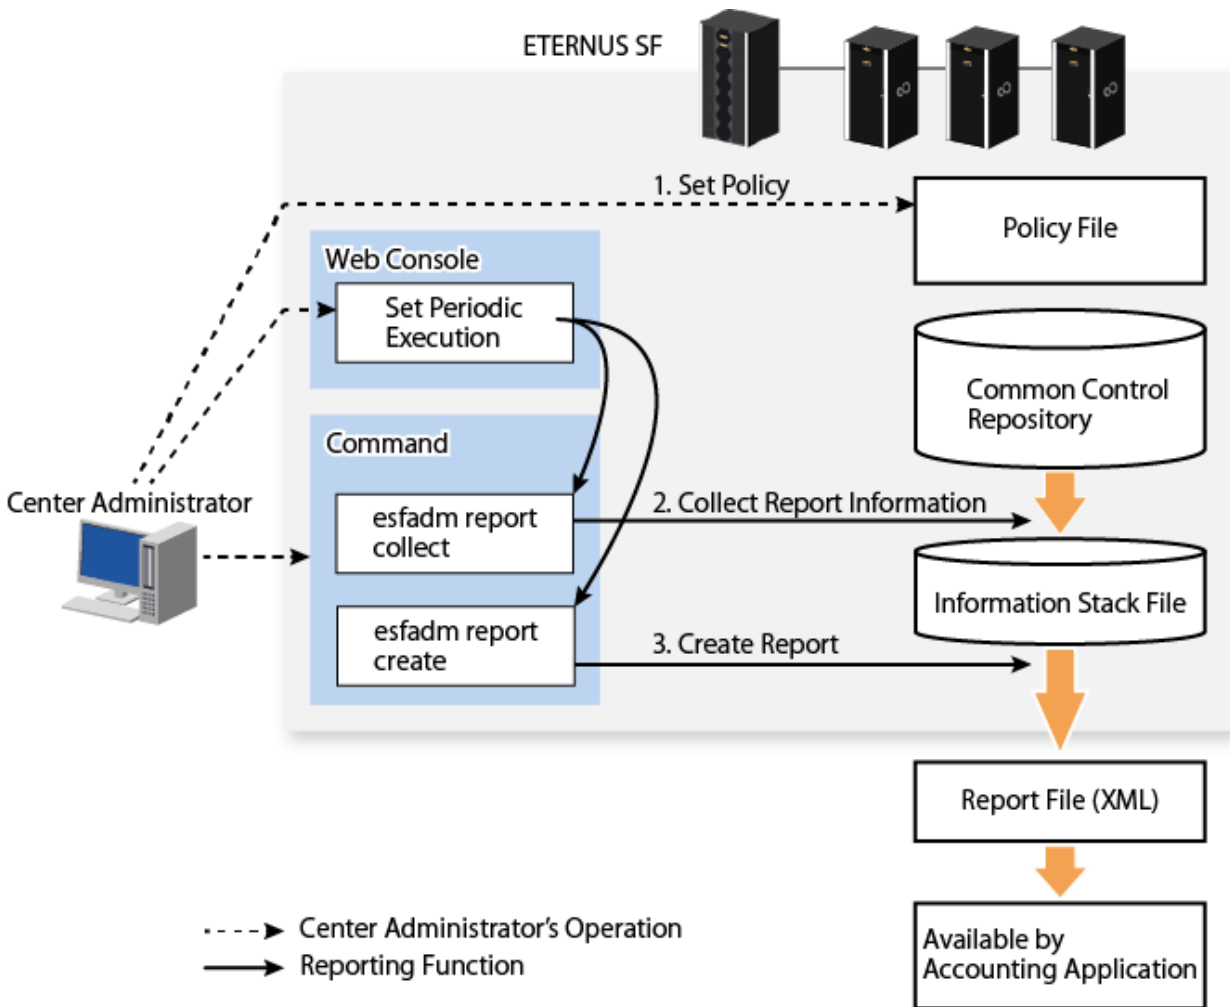 ETERNUS SF
1. Set Policy
Policy File
Web Console
Set Periodic
Execution
Common Control
Repository
Command
Center Administrator
esfadm report
collect
2. Collect Report Information
Information Stack File
esfadm report
create
3. Create Report
Report File (XML)
Center Administrator's Operation
Reporting Function
Available by
Accounting Application